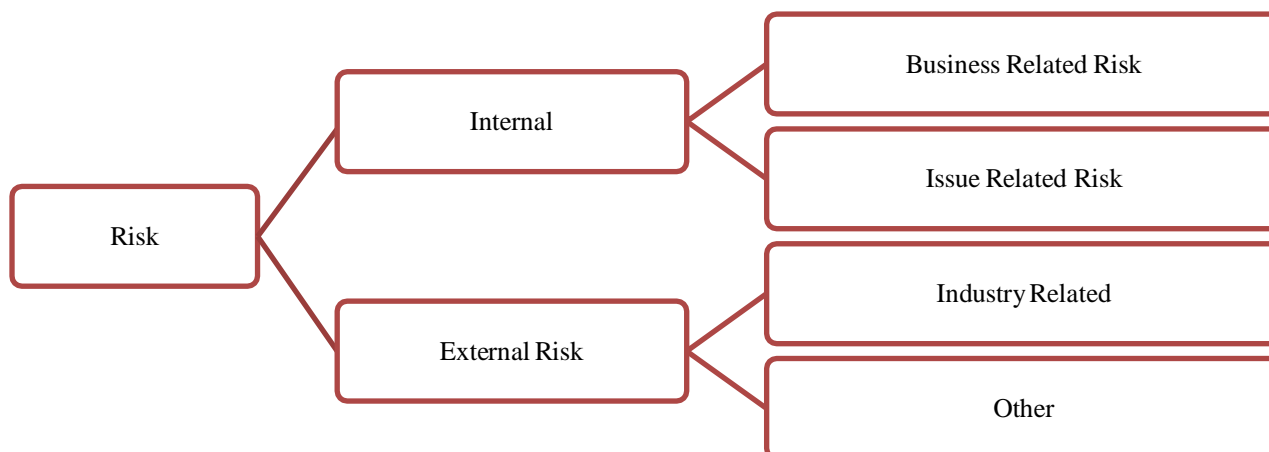 Risk
Internal
Business Related Risk
Issue Related Risk
External Risk
Industry Related
Other